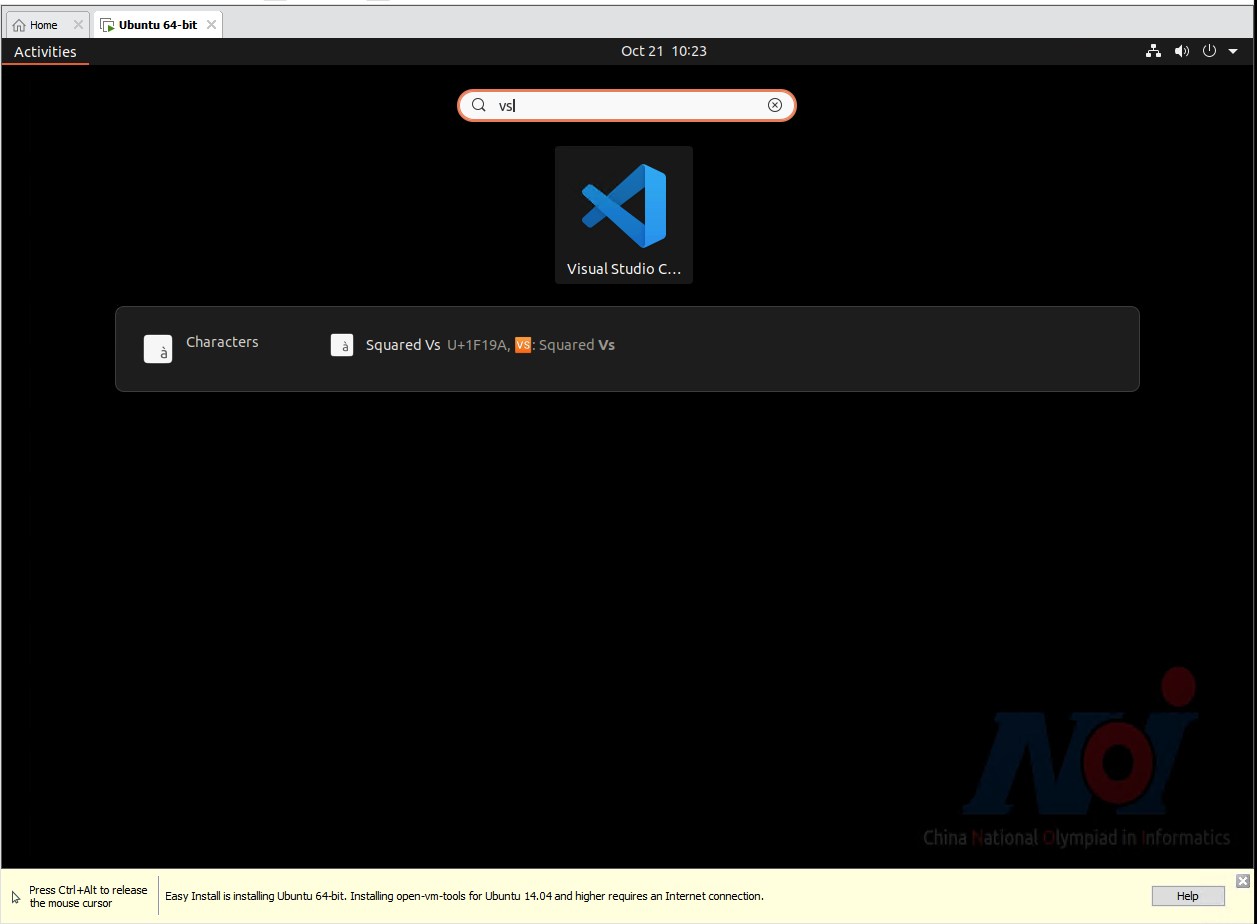 Home
Ubuntu 64-bit
Activities
Oct 21 10:23
vs
Visual Studio C...
à
Characters
à
Squared Vs U+1F19A, VS: Squared Vs
NOi
China National Olympiad in Informatics
Press Ctrl+Alt to release
the mouse cursor
Easy Install is installing Ubuntu 64-bit. Installing open-vm-tools for Ubuntu 14.04 and higher requires an Internet connection.
Help